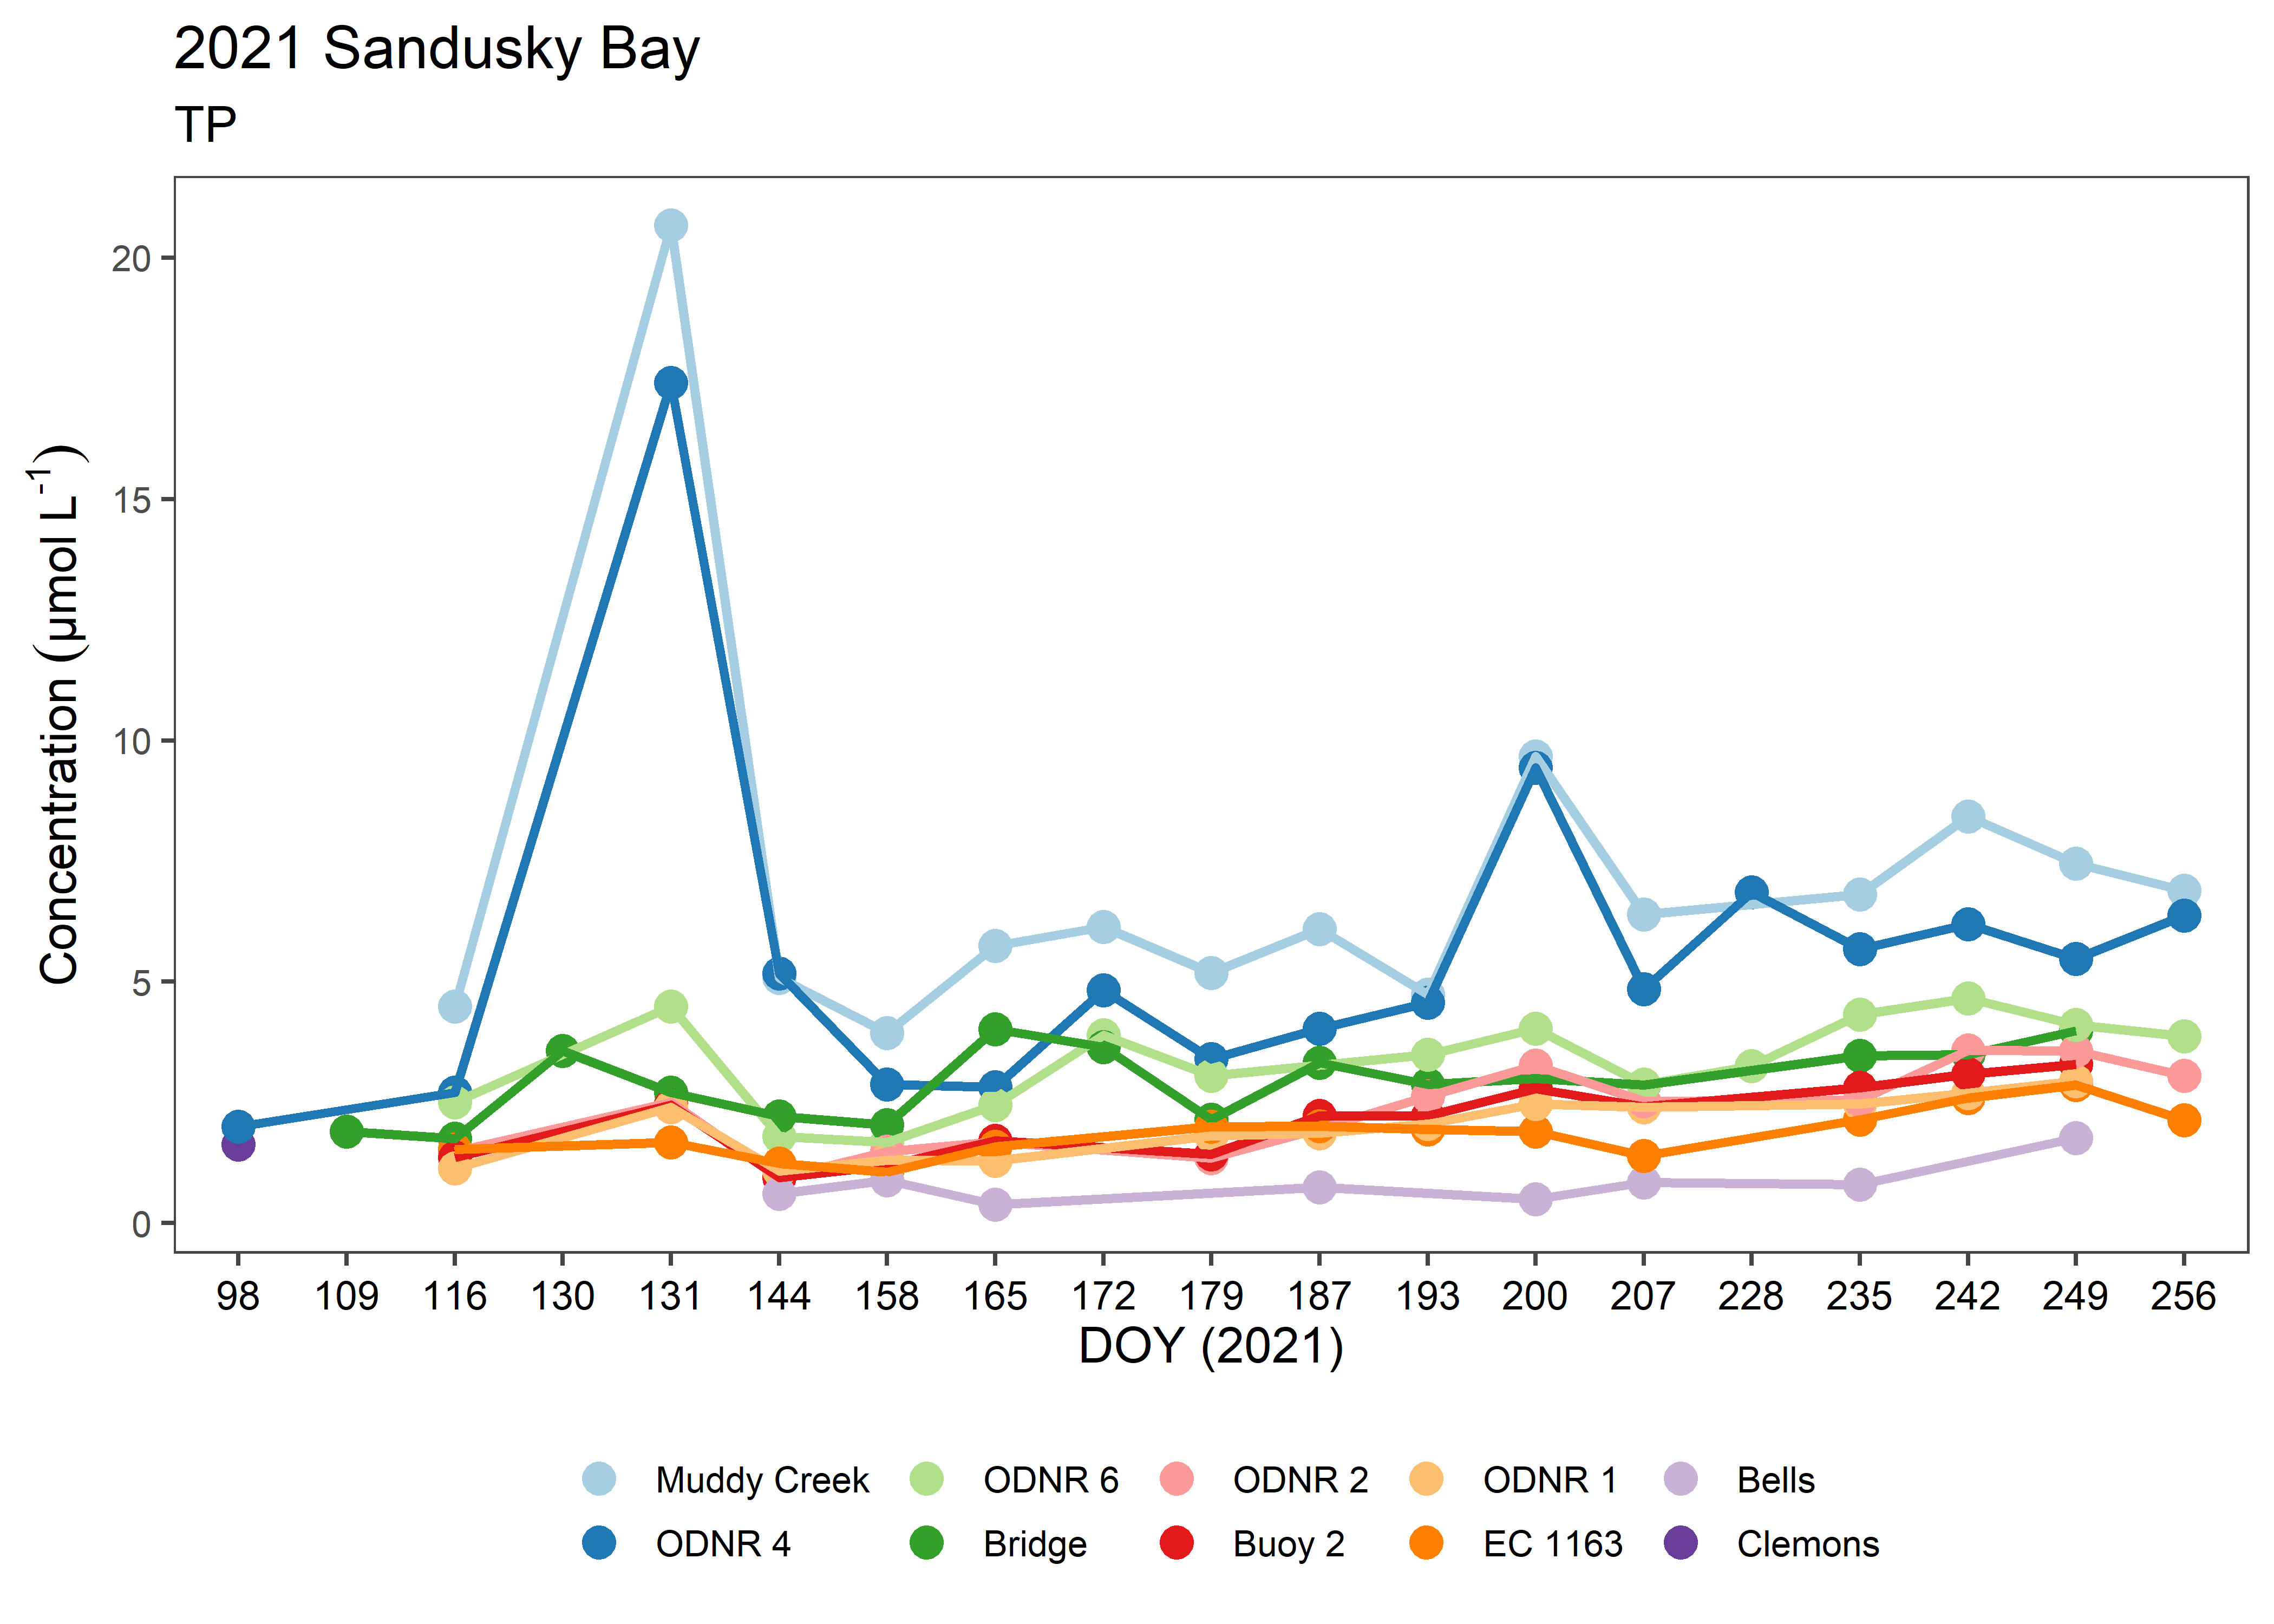 2021 Sandusky Bay
TP
Concentration (µmol L⁻¹)
20
15
10
5
0
98 109 116 130 131 144 158 165 172 179 187 193 200 207 228 235 242 249 256
DOY (2021)
Muddy Creek ODNR 6 ODNR 2 ODNR 1 Bells
ODNR 4 Bridge Buoy 2 EC 1163 Clemons